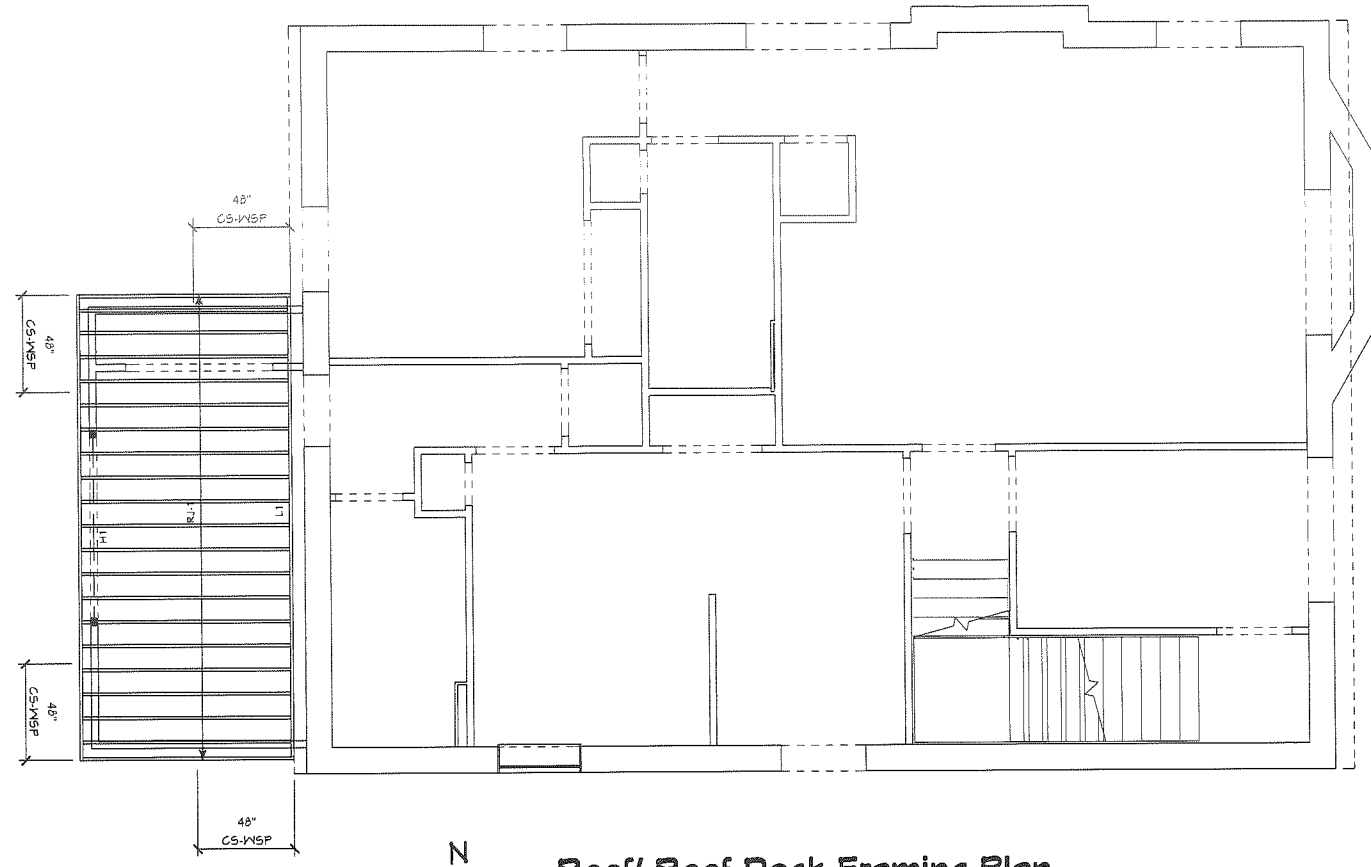 48"
CS-WSP
48"
CS-WSP
RJ-1
L1
H1
48"
CS-WSP
48"
CS-WSP
N
Roof/ Roof Deck Framing Plan